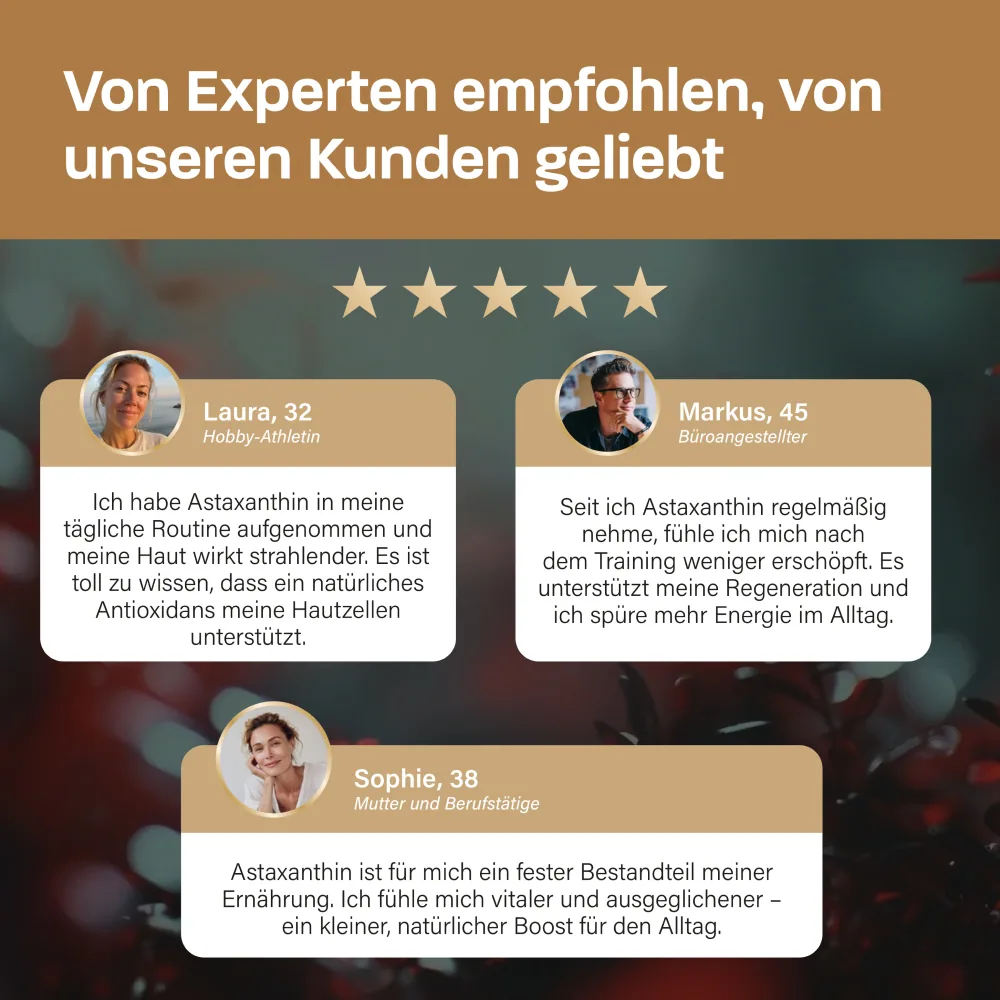 Von Experten empfohlen, von
unseren Kunden geliebt
Laura, 32
Hobby-Athletin
Ich habe Astaxanthin in meine
tägliche Routine aufgenommen und
meine Haut wirkt strahlender. Es ist
toll zu wissen, dass ein natürliches
Antioxidans meine Hautzellen
unterstützt.
Markus, 45
Büroangestellter
Seit ich Astaxanthin regelmäßig
nehme, fühle ich mich nach
dem Training weniger erschöpft. Es
unterstützt meine Regeneration und
ich spüre mehr Energie im Alltag.
Sophie, 38
Mutter und Berufstätige
Astaxanthin ist für mich ein fester Bestandteil meiner
Ernährung. Ich fühle mich vitaler und ausgeglichener –
ein kleiner, natürlicher Boost für den Alltag.